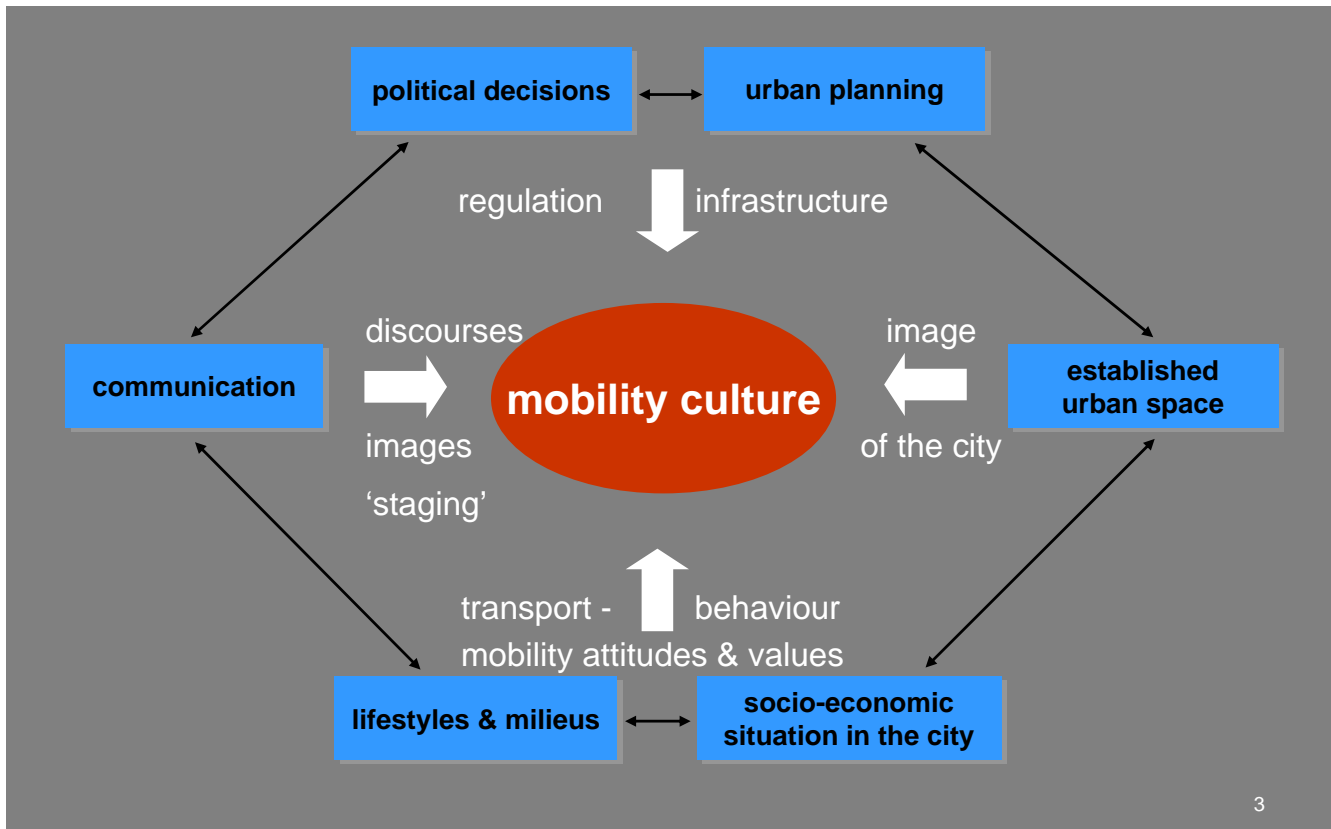 political decisions
urban planning
regulation
infrastructure
discourses
image
communication
mobility culture
established
urban space
images
of the city
‘staging’
transport -
behaviour
mobility attitudes & values
lifestyles & milieus
socio-economic
situation in the city
3